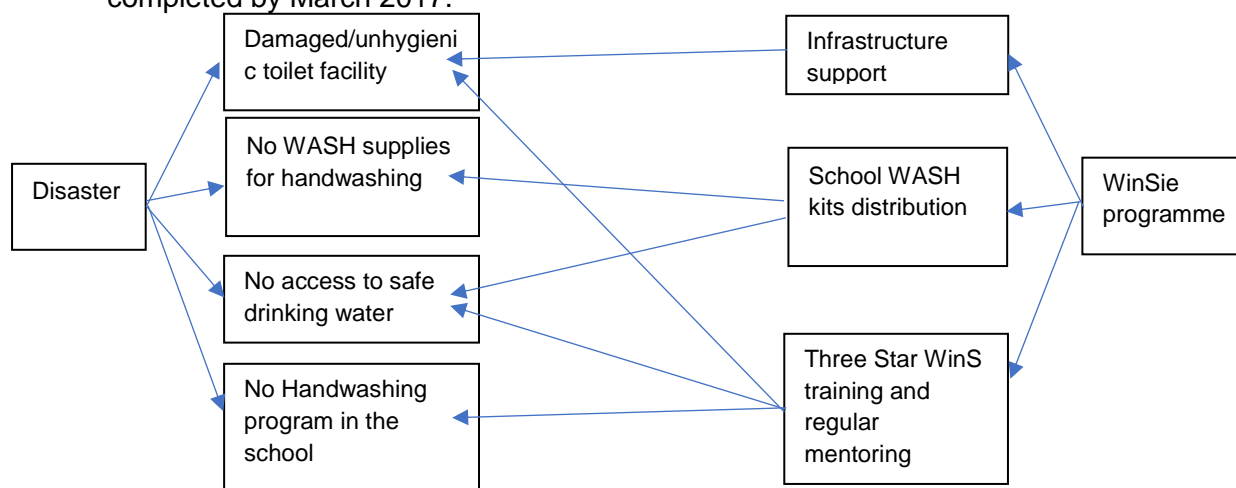 completed by March 2017.
Damaged/unhygieni
c toilet facility
Infrastructure
support
No WASH supplies
for handwashing
School WASH
kits distribution
Disaster
WinSie
programme
No access to safe
drinking water
Three Star WinS
training and
regular
mentoring
No Handwashing
program in the
school